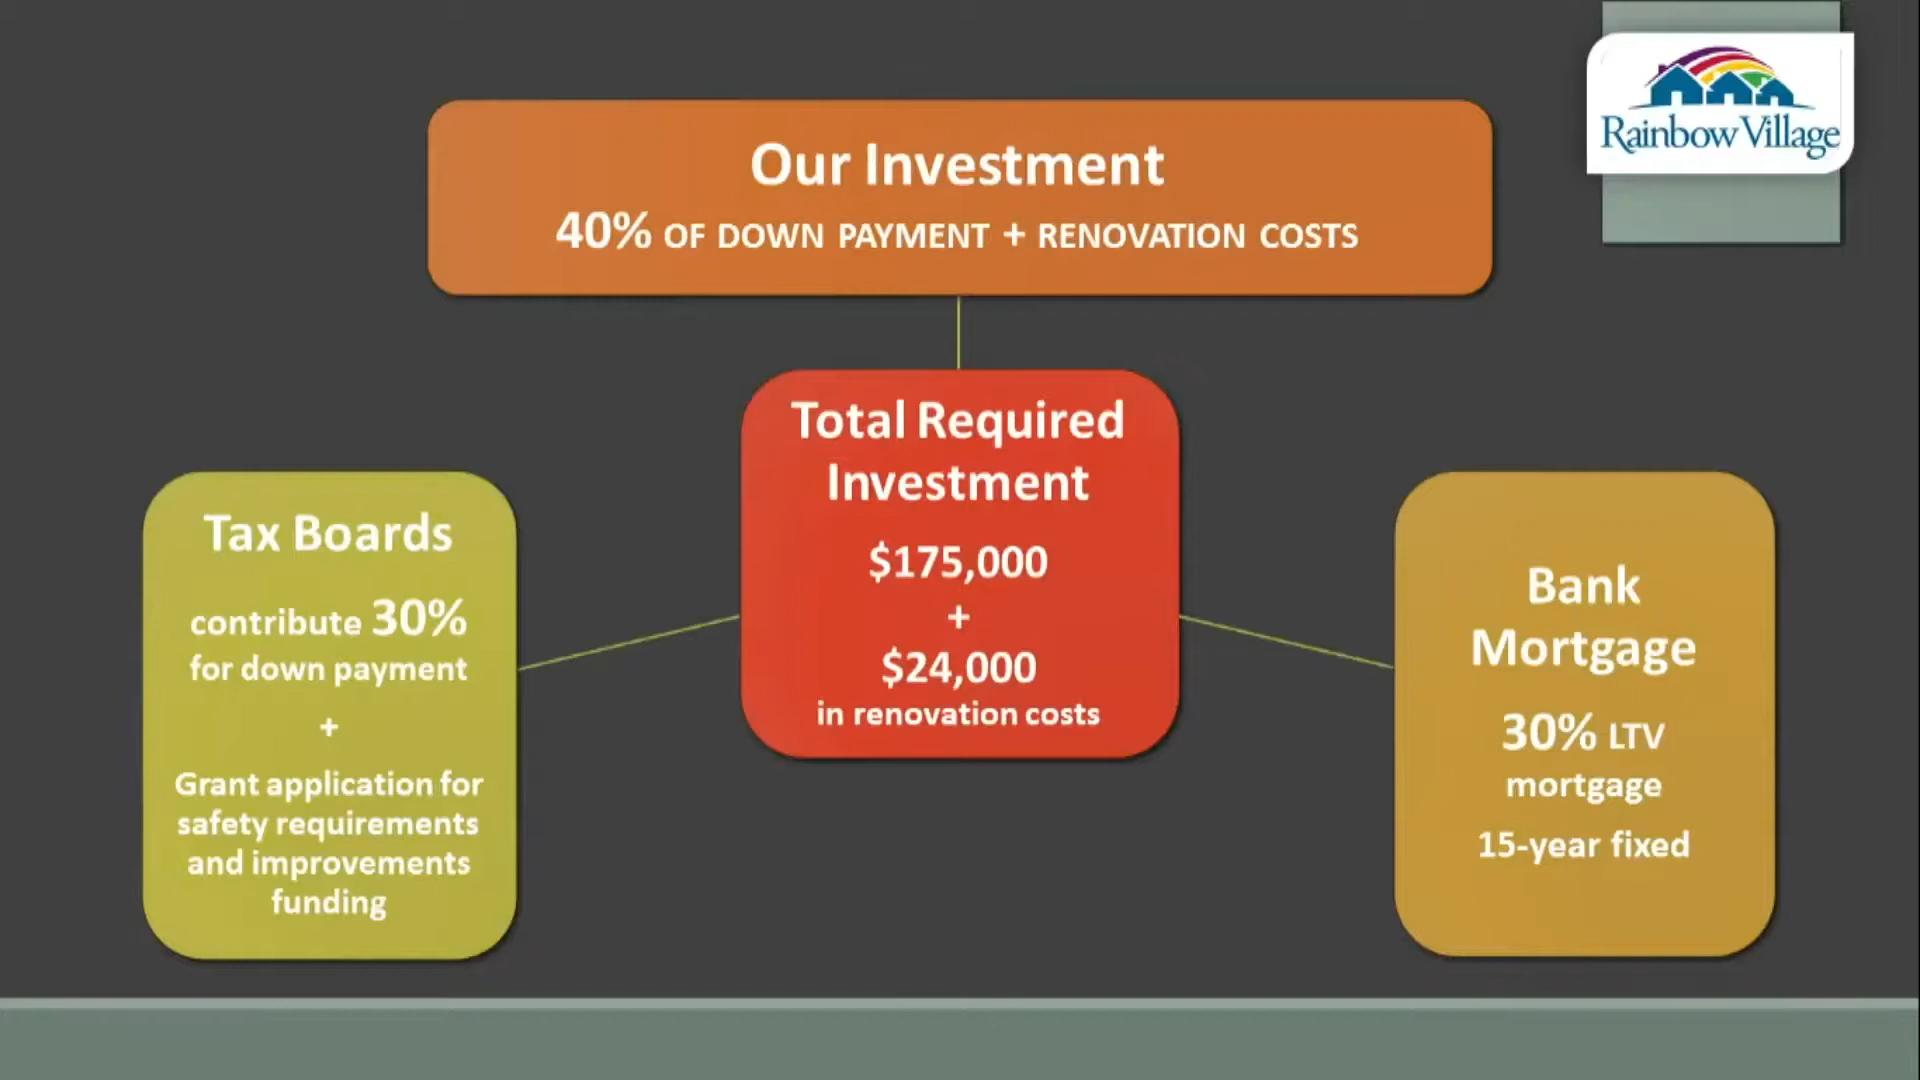 Rainbow Village
Our Investment
40% OF DOWN PAYMENT + RENOVATION COSTS
Total Required
Investment
$175,000
+
$24,000
in renovation costs
Tax Boards
contribute 30%
for down payment
+
Grant application for
safety requirements
and improvements
funding
Bank
Mortgage
30% LTV
mortgage
15-year fixed